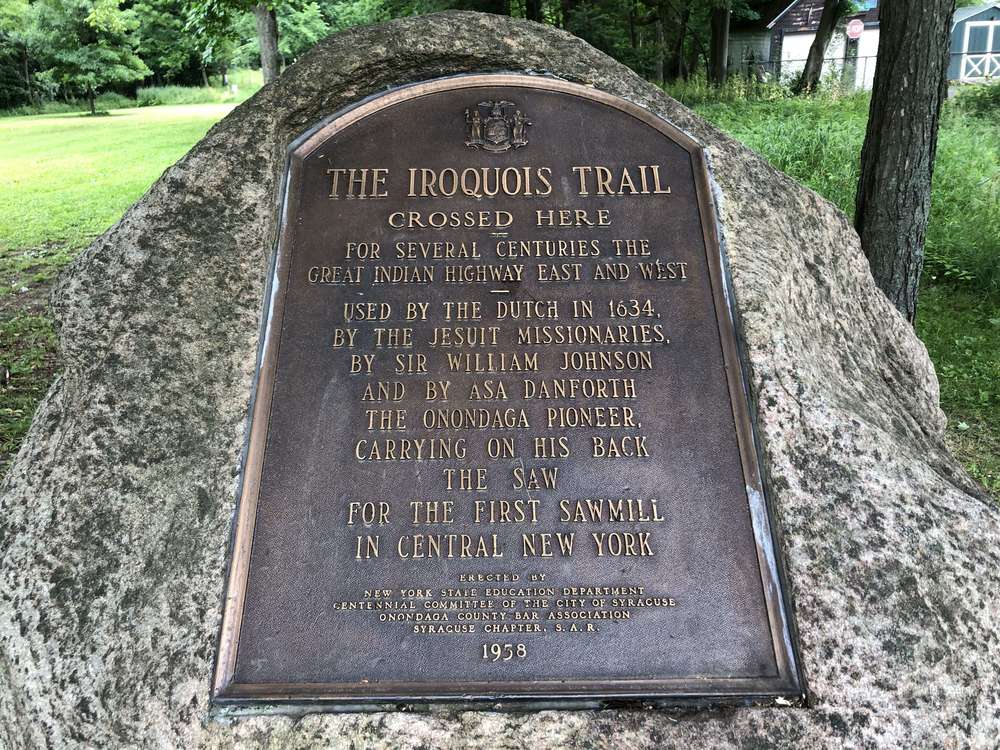 THE IROQUOIS TRAIL
CROSSED HERE
FOR SEVERAL CENTURIES THE
GREAT INDIAN HIGHWAY EAST AND WEST
USED BY THE DUTCH IN 1634,
BY THE JESUIT MISSIONARIES,
BY SIR WILLIAM JOHNSON
AND BY ASA DANFORTH
THE ONONDAGA PIONEER,
CARRYING ON HIS BACK
THE SAW
FOR THE FIRST SAWMILL
IN CENTRAL NEW YORK
ERECTED BY
NEW YORK STATE EDUCATION DEPARTMENT
CENTENNIAL COMMITTEE OF THE CITY OF SYRACUSE
ONONDAGA COUNTY BAR ASSOCIATION
SYRACUSE CHAPTER, S. A. R.
1958